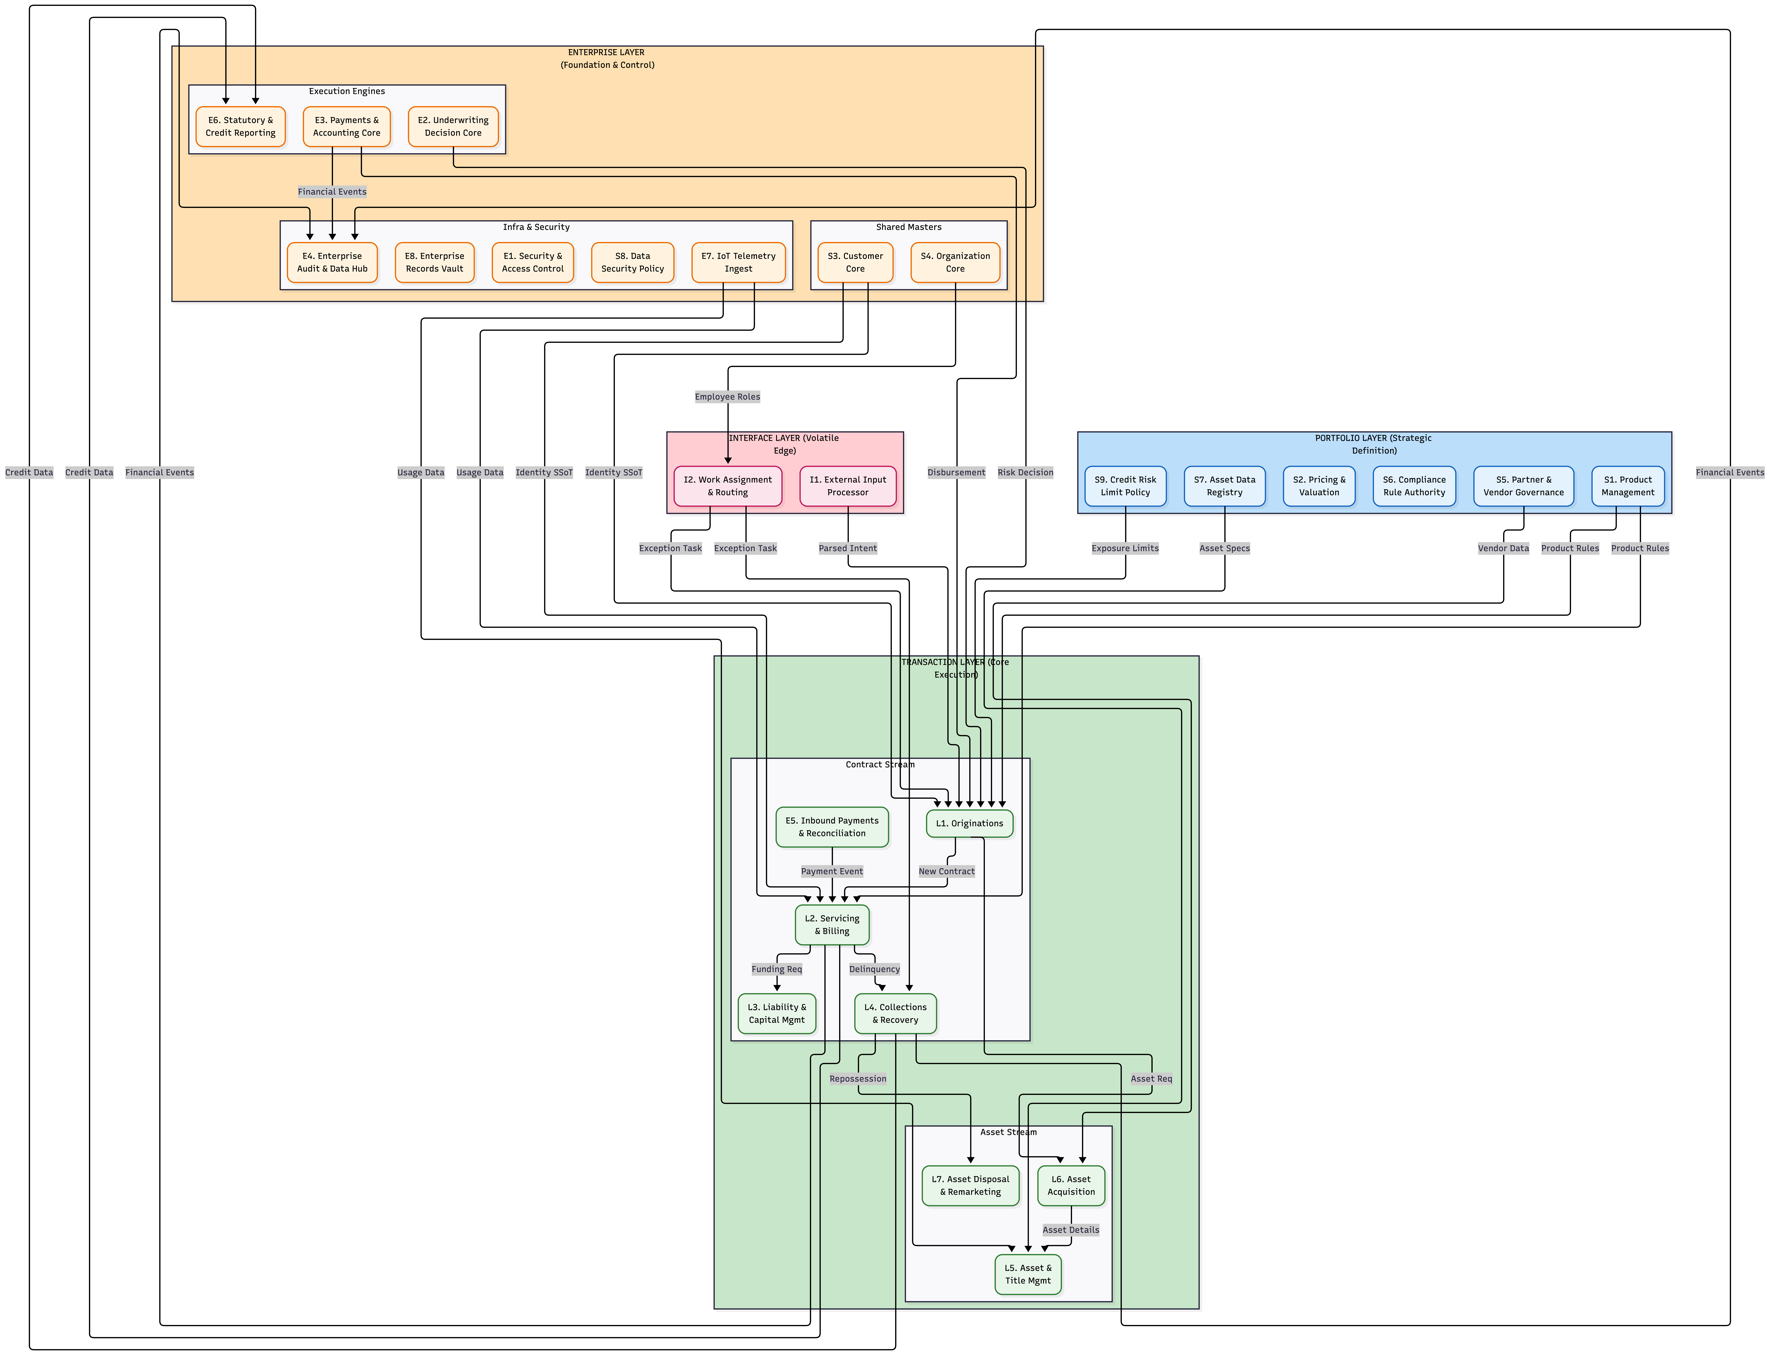 ENTERPRISE LAYER
(Foundation & Control)
Execution Engines
E6. Statutory &
Credit Reporting
E3. Payments &
Accounting Core
E2. Underwriting
Decision Core
Financial Events
Infra & Security
Shared Masters
E4. Enterprise
Audit & Data Hub
E8. Enterprise
Records Vault
E1. Security &
Access Control
S8. Data
Security Policy
E7. IoT Telemetry
Ingest
S3. Customer
Core
S4. Organization
Core
Employee Roles
INTERFACE LAYER (Volatile
Edge)
PORTFOLIO LAYER (Strategic
Definition)
Credit Data
Credit Data
Financial Events
Usage Data
Usage Data
Identity SSoT
Identity SSoT
I2. Work Assignment
& Routing
I1. External Input
Processor
Disbursement
Risk Decision
S9. Credit Risk
Limit Policy
S7. Asset Data
Registry
S2. Pricing &
Valuation
S6. Compliance
Rule Authority
S5. Partner &
Vendor Governance
S1. Product
Management
Financial Events
Exception Task
Exception Task
Parsed Intent
Exposure Limits
Asset Specs
Vendor Data
Product Rules
Product Rules
TRANSACTION LAYER (Core
Execution)
Contract Stream
E5. Inbound Payments
& Reconciliation
L1. Originations
Payment Event
New Contract
L2. Servicing
& Billing
Funding Req
Delinquency
L3. Liability &
Capital Mgmt
L4. Collections
& Recovery
Repossession
Asset Req
Asset Stream
L7. Asset Disposal
& Remarketing
L6. Asset
Acquisition
Asset Details
L5. Asset &
Title Mgmt